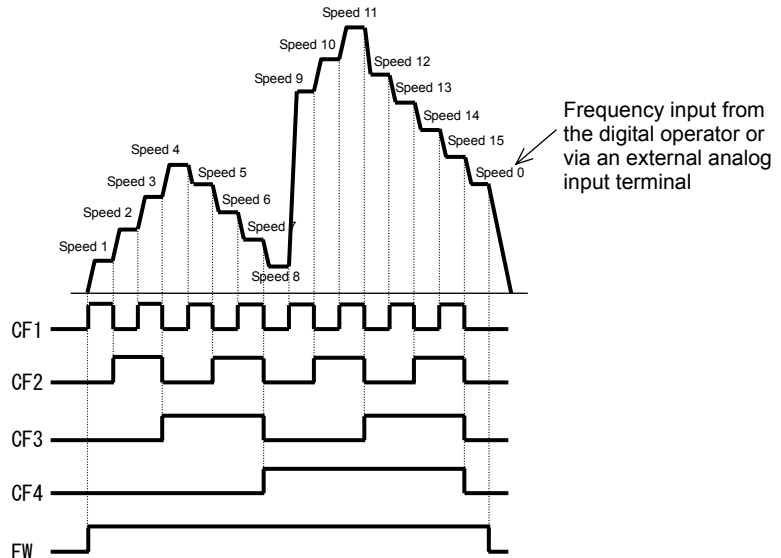 Speed 11
Speed 10
Speed 12
Speed 9
Speed 13
Speed 14
Speed 4
Speed 15
Speed 3
Speed 5
Speed 0
Speed 2
Speed 6
Speed 7
Speed 1
Speed 8
Frequency input from
the digital operator or
via an external analog
input terminal
CF1
CF2
CF3
CF4
FW